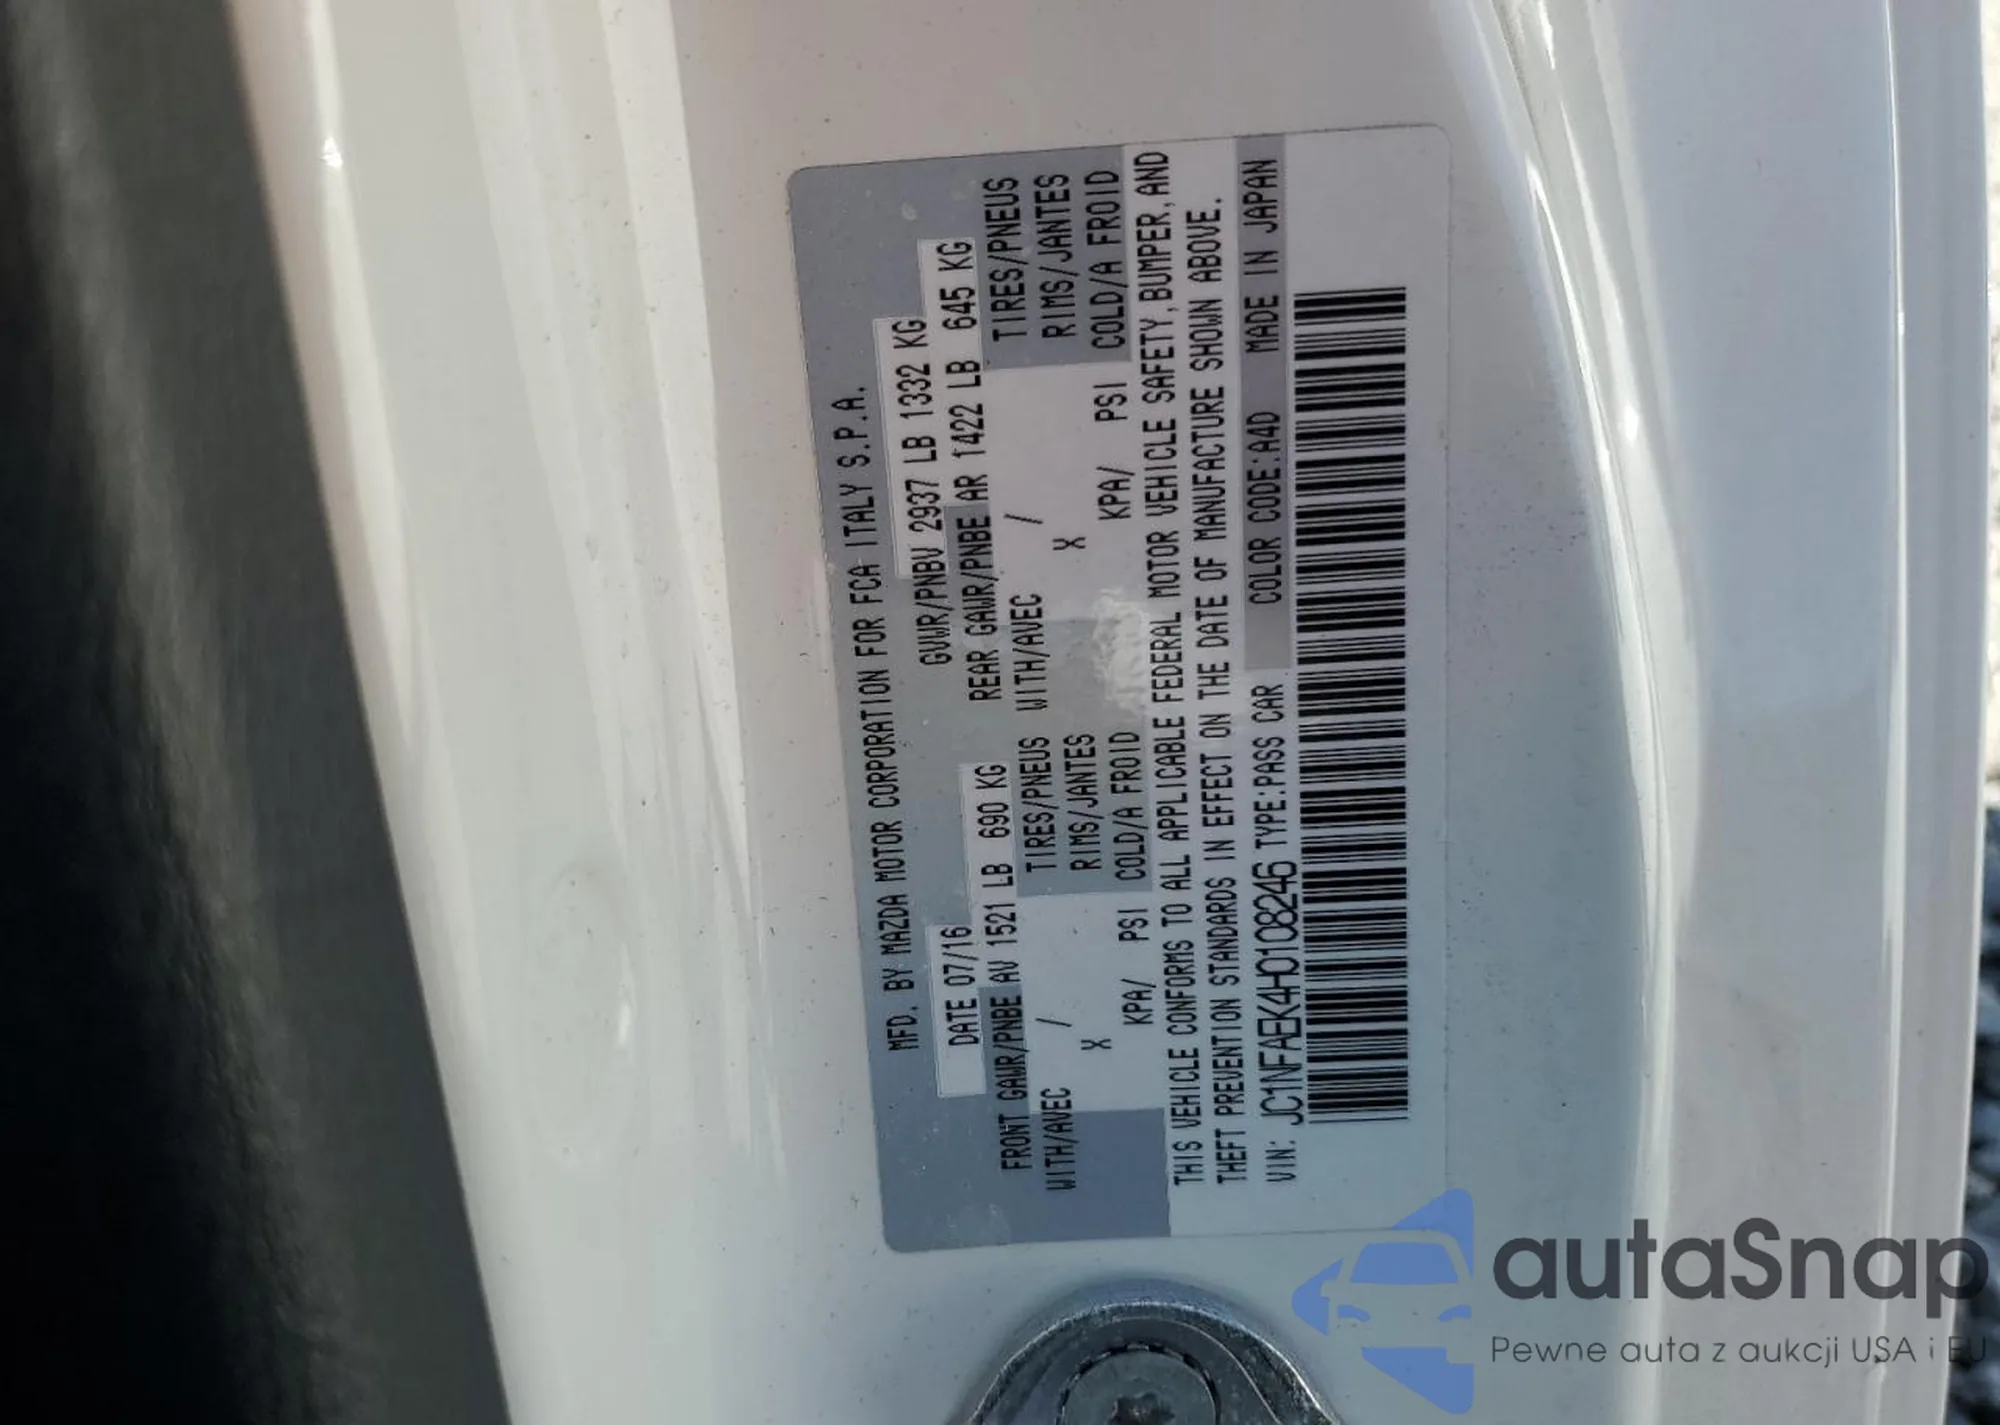 MFD. BY MAZDA MOTOR CORPORATION FOR FCA ITALY S.P.A.
DATE 07/16 GVWR/PNBV 2937 LB 1332 KG
FRONT GAWR/PNBE AV 1521 LB 690 KG REAR GAWR/PNBE AR 1422 LB 645 KG
WITH/AVEC / TIRES/PNEUS WITH/AVEC / TIRES/PNEUS
X RIMS/JANTES X RIMS/JANTES
KPA/ PSI COLD/A FROID KPA/ PSI COLD/A FROID
THIS VEHICLE CONFORMS TO ALL APPLICABLE FEDERAL MOTOR VEHICLE SAFETY, BUMPER, AND
THEFT PREVENTION STANDARDS IN EFFECT ON THE DATE OF MANUFACTURE SHOWN ABOVE.
VIN: JC1NFAEK4H0108246 TYPE:PASS CAR COLOR CODE:A4D MADE IN JAPAN
autaSnap
Pewne auta z aukcji USA i EU